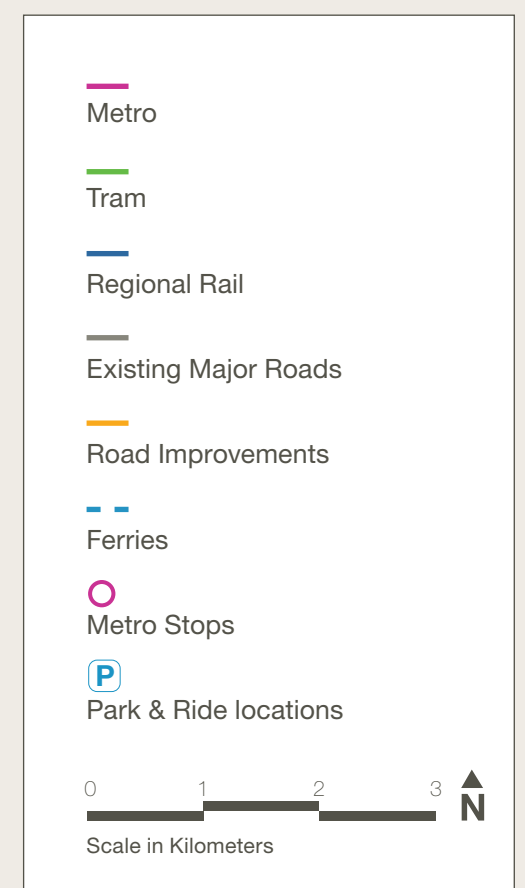 Metro
Tram
Regional Rail
Existing Major Roads
Road Improvements
Ferries
Metro Stops
P
Park & Ride locations
0 1 2 3
N
Scale in Kilometers